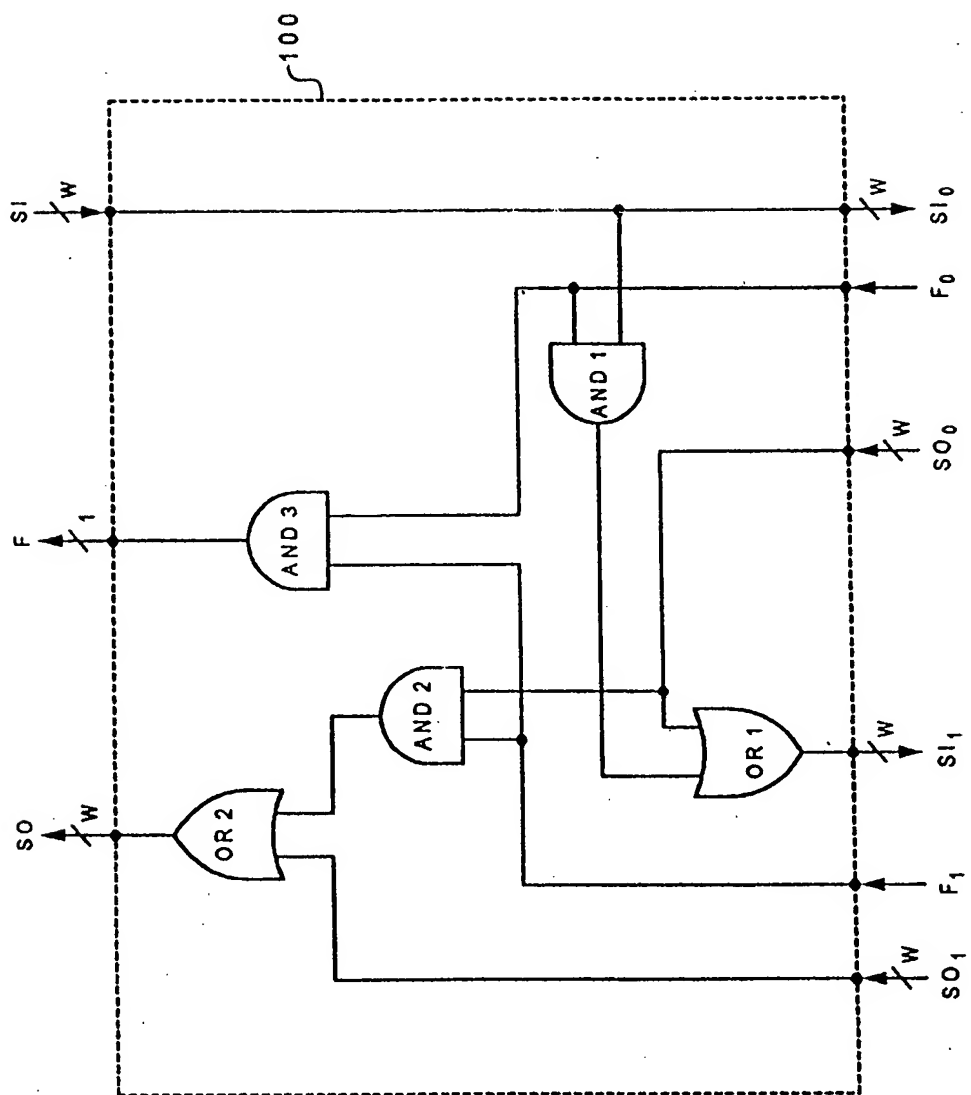 100
SI
W
F
1
SO
W
AND 3
AND 1
AND 2
OR 2
OR 1
SI₀
W
F₀
SO₀
W
SI₁
W
F₁
SO₁
W